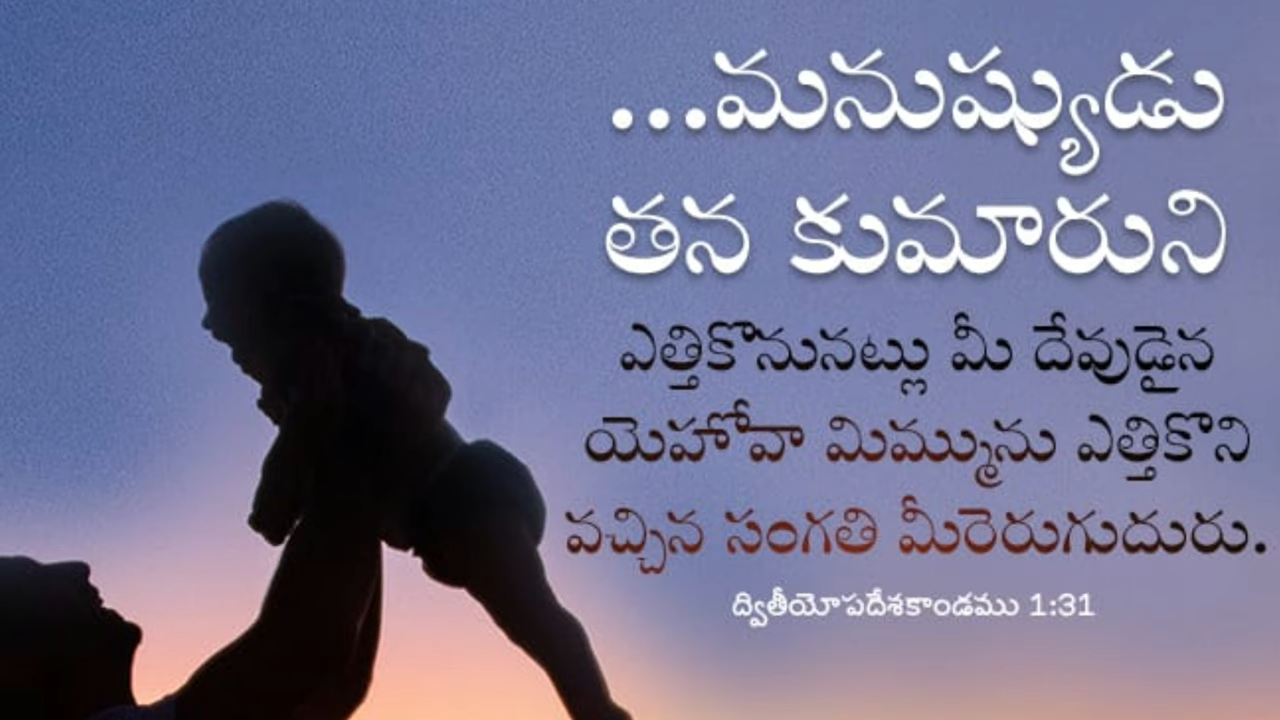 ...మనుష్యుడు
తన కుమారుని
ఎత్తికొనునట్లు మీ దేవుడైన
యెహోవా మిమ్మును ఎత్తికొని
వచ్చిన సంగతి మీరెరుగుదురు.
ద్వితీయోపదేశకాండము 1:31